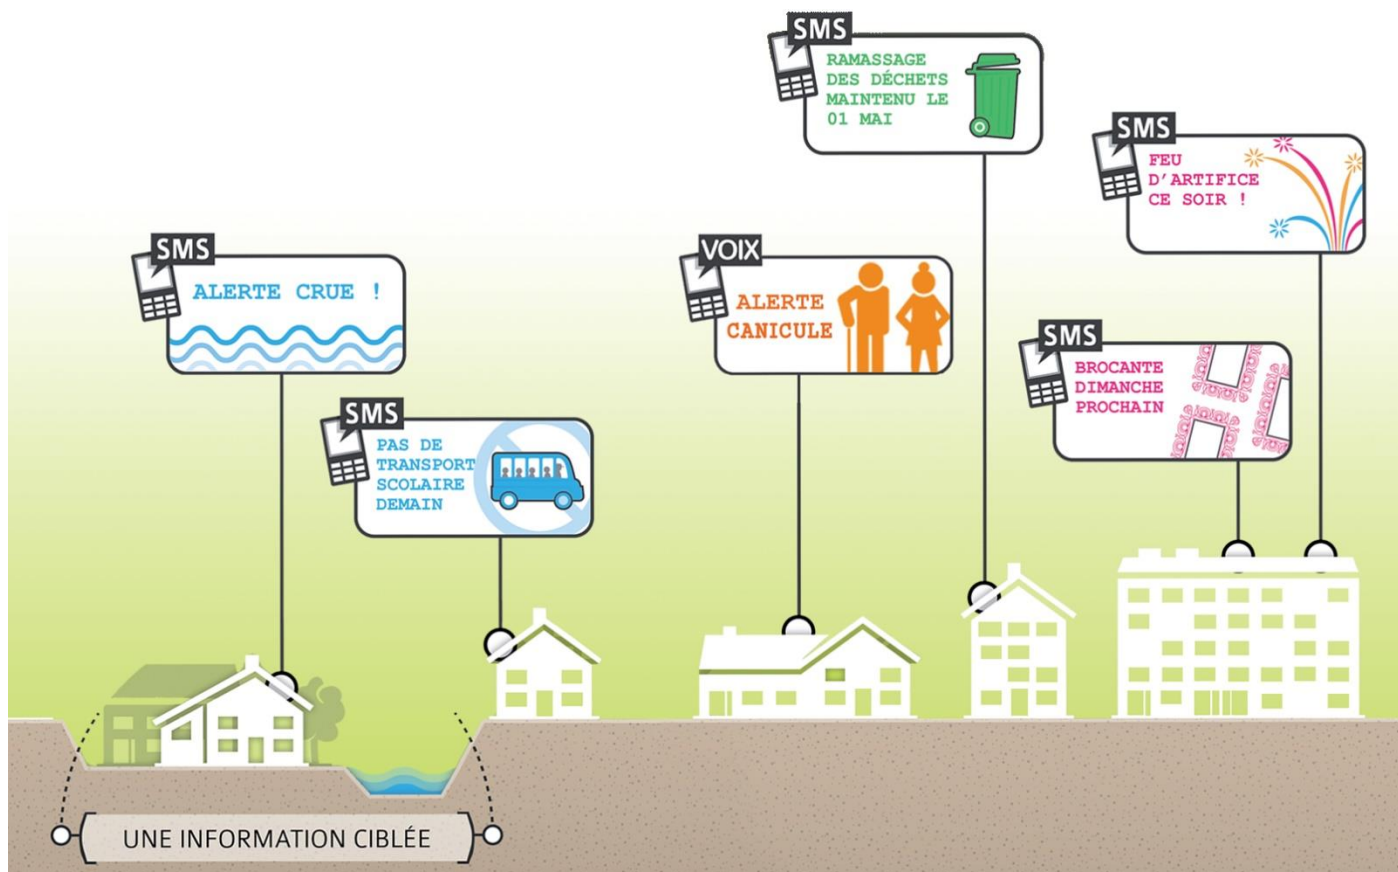 SMS
RAMASSAGE
DES DÉCHETS
MAINTENU LE
01 MAI
SMS
FEU
D'ARTIFICE
CE SOIR !
SMS
ALERTE CRUE !
VOIX
ALERTE
CANICULE
SMS
BROCANTE
DIMANCHE
PROCHAIN
SMS
PAS DE
TRANSPORT
SCOLAIRE
DEMAIN
UNE INFORMATION CIBLÉE